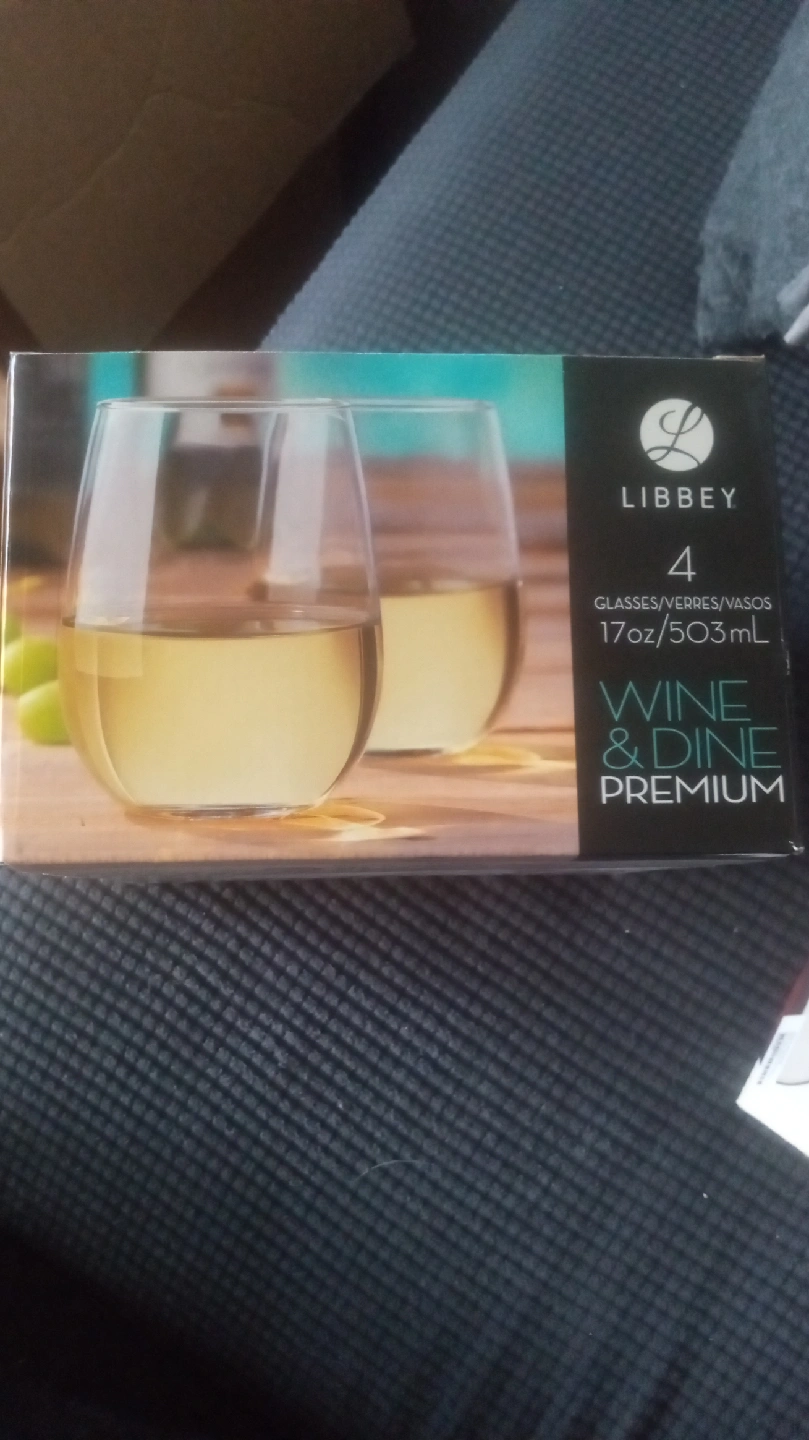 LIBBEY
4
GLASSES/VERRES/VASOS
17oz/503mL
WINE
& DINE
PREMIUM